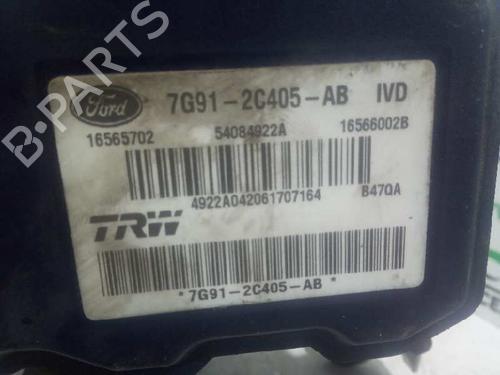 B-PARTS
Ford 7G91-2C405-AB IVD
16565702 54084922A 16566002B
4922A042061707164 B47QA
TRW
*7G91-2C405-AB*